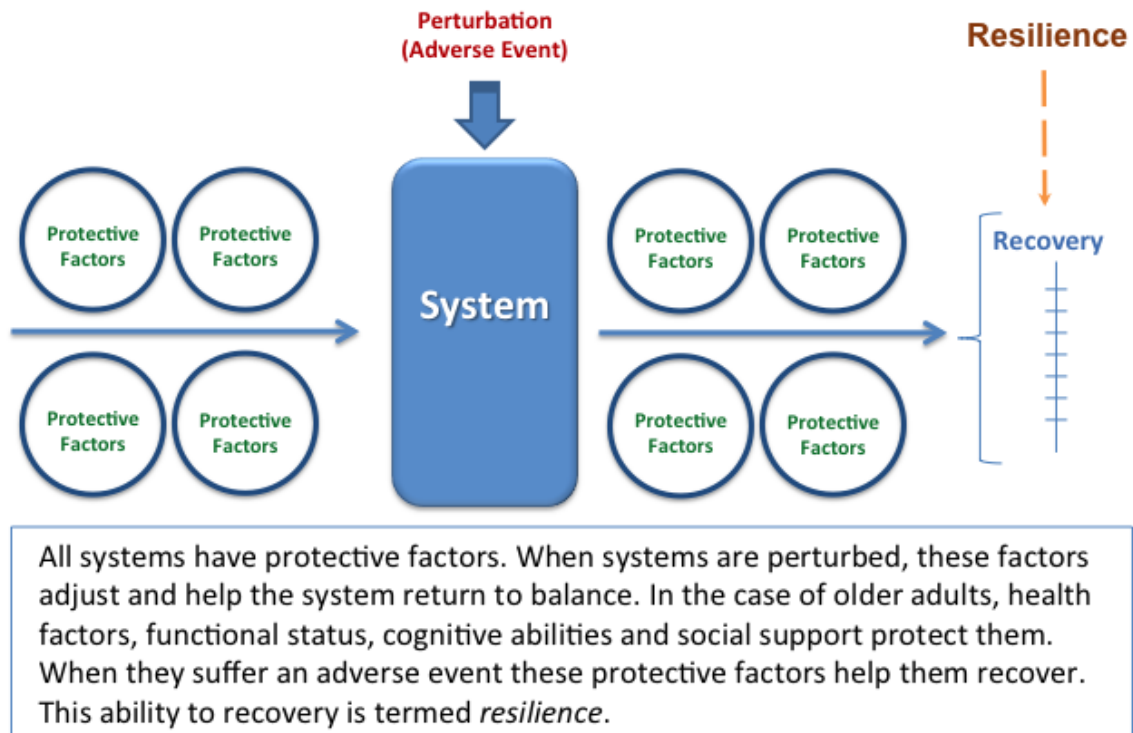 Perturbation
(Adverse Event)
Resilience
Protective
Factors
Protective
Factors
Protective
Factors
Protective
Factors
System
Protective
Factors
Protective
Factors
Protective
Factors
Protective
Factors
Recovery
All systems have protective factors. When systems are perturbed, these factors
adjust and help the system return to balance. In the case of older adults, health
factors, functional status, cognitive abilities and social support protect them.
When they suffer an adverse event these protective factors help them recover.
This ability to recovery is termed resilience.